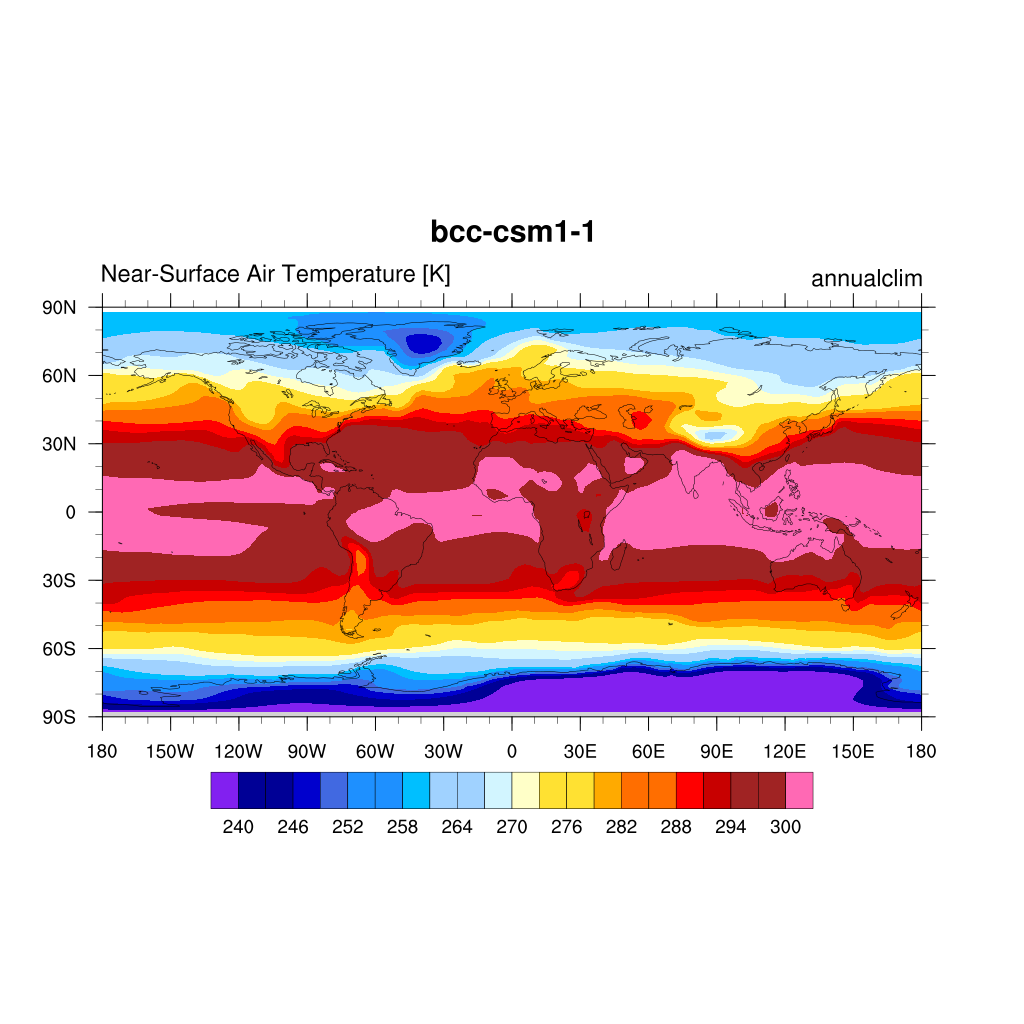 bcc-csm1-1
Near-Surface Air Temperature [K] annualclim
90N
60N
30N
0
30S
60S
90S
180 150W 120W 90W 60W 30W 0 30E 60E 90E 120E 150E 180
240 246 252 258 264 270 276 282 288 294 300